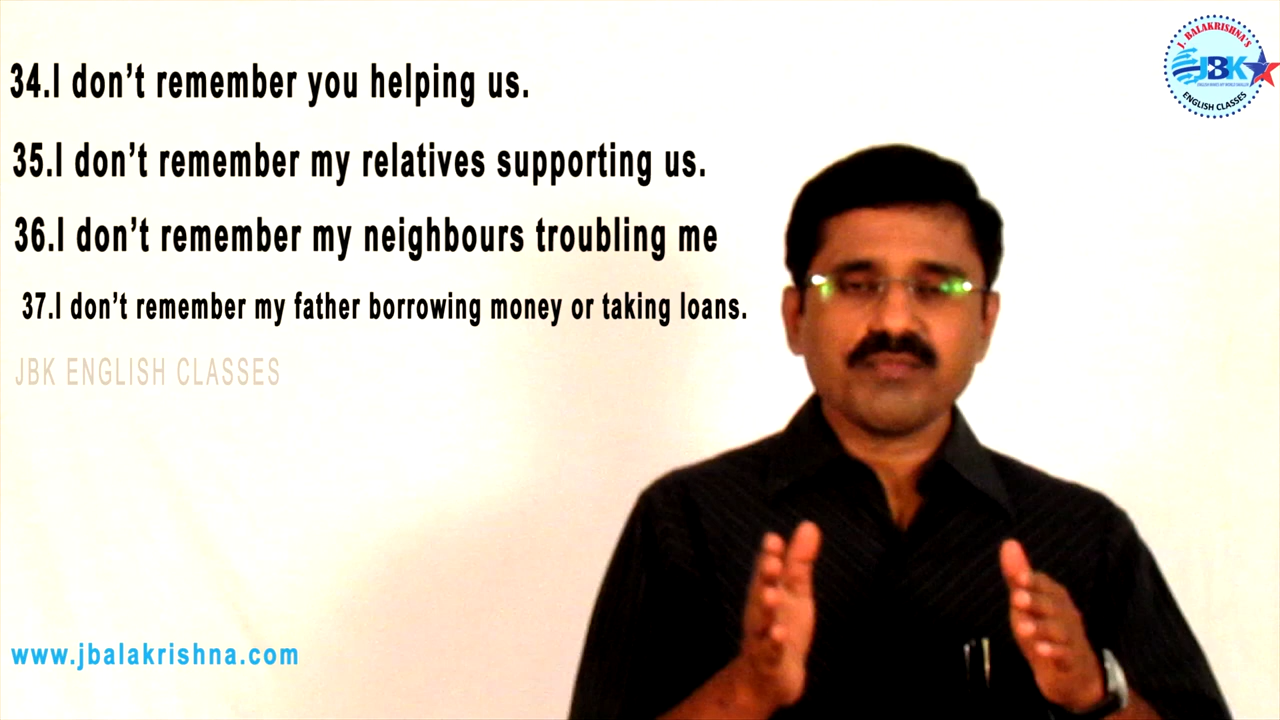 34.I don't remember you helping us.
35.I don't remember my relatives supporting us.
36.I don't remember my neighbours troubling me
37.I don't remember my father borrowing money or taking loans.
JBK ENGLISH CLASSES
www.jbalakrishna.com
J. BALAKRISHNA'S
JBK
ENGLISH CLASSES